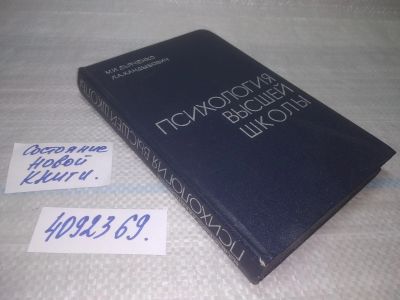 М.И.ДЬЯЧЕНКО
Л.А.КАНДЫБОВИЧ
ПСИХОЛОГИЯ
ВЫСШЕЙ
ШКОЛЫ
ПСИХОЛОГИЯ ВЫСШЕЙ ШКОЛЫ
Состояние
новой
книги.
4092369.